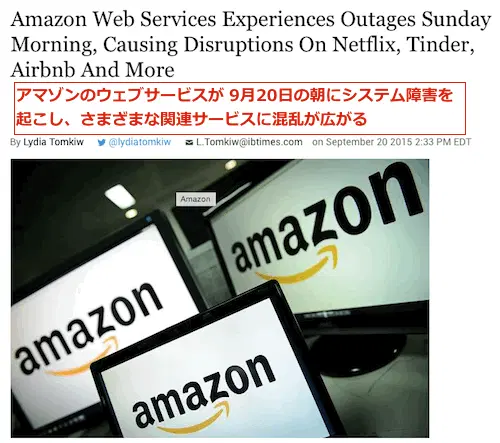 Amazon Web Services Experiences Outages Sunday
Morning, Causing Disruptions On Netflix, Tinder,
Airbnb And More
アマゾンのウェブサービスが 9月20日の朝にシステム障害を
起こし、さまざまな関連サービスに混乱が広がる
By Lydia Tomkiw @lydiatomkiw L.Tomkiw@ibtimes.com on September 20 2015 2:33 PM EDT
Amazon
amazon
amazon
amazon